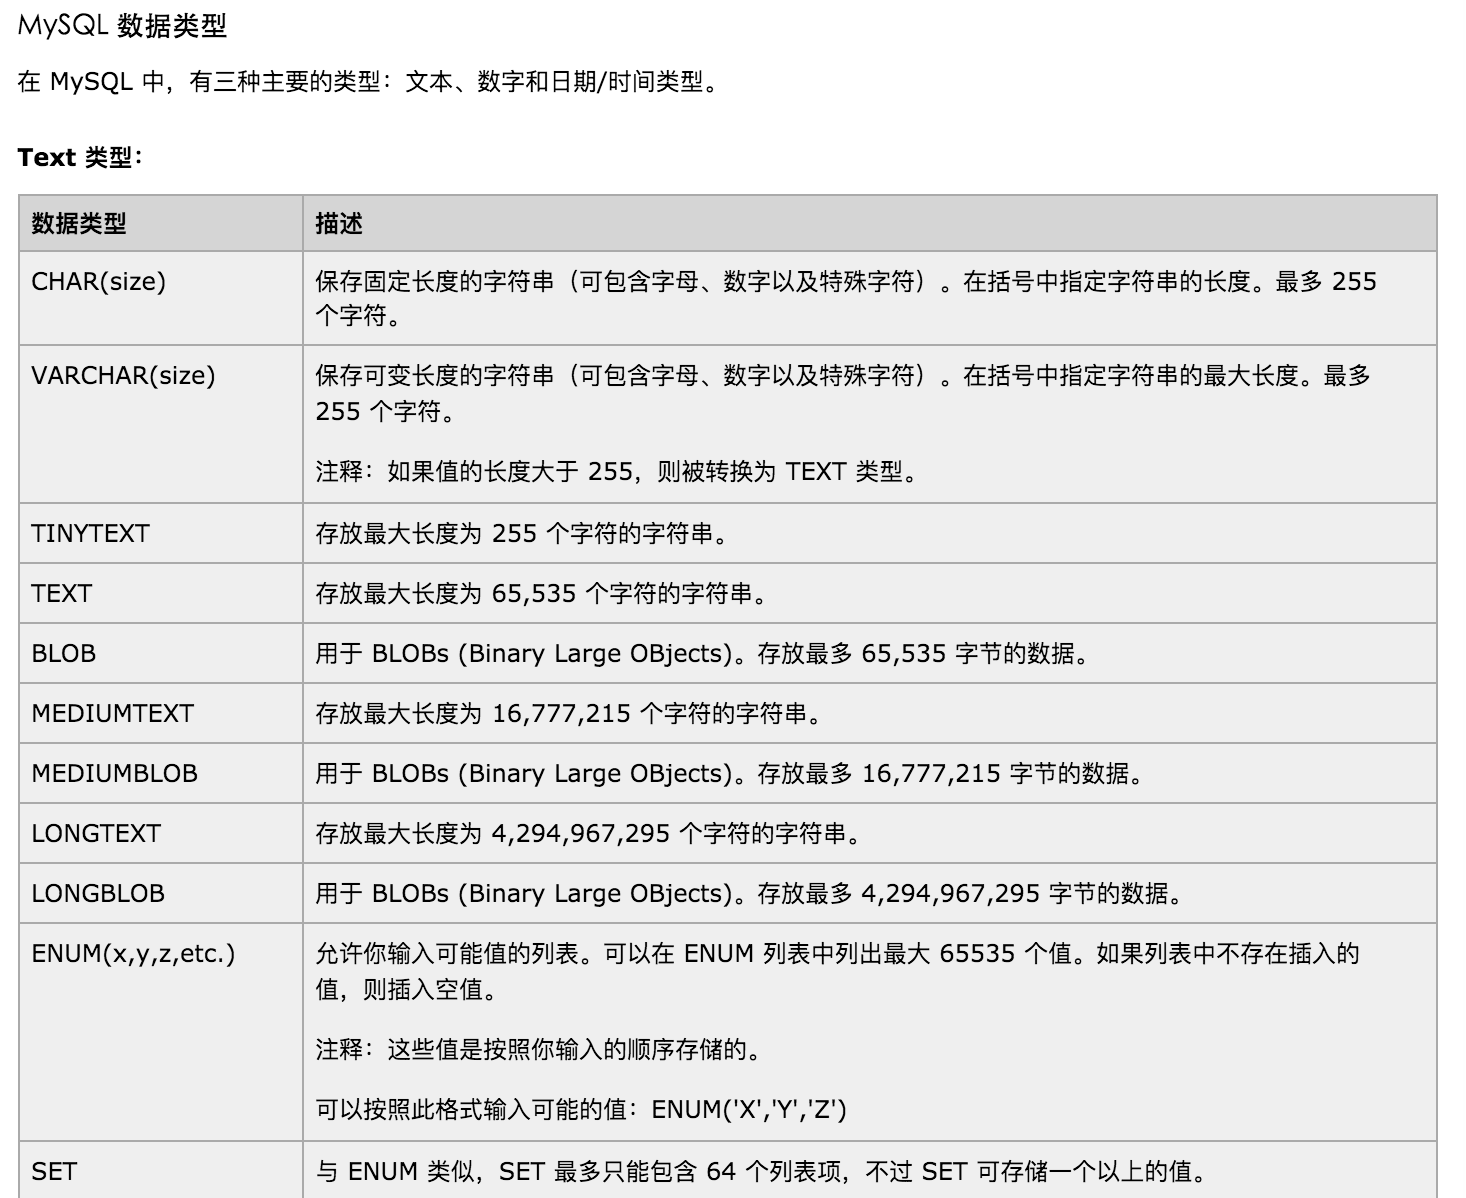 MySQL 数据类型
在 MySQL 中，有三种主要的类型：文本、数字和日期/时间类型。
Text 类型：
数据类型 描述
CHAR(size) 保存固定长度的字符串（可包含字母、数字以及特殊字符）。在括号中指定字符串的长度。最多 255
个字符。
VARCHAR(size) 保存可变长度的字符串（可包含字母、数字以及特殊字符）。在括号中指定字符串的最大长度。最多
255 个字符。
注释：如果值的长度大于 255，则被转换为 TEXT 类型。
TINYTEXT 存放最大长度为 255 个字符的字符串。
TEXT 存放最大长度为 65,535 个字符的字符串。
BLOB 用于 BLOBs (Binary Large OBjects)。存放最多 65,535 字节的数据。
MEDIUMTEXT 存放最大长度为 16,777,215 个字符的字符串。
MEDIUMBLOB 用于 BLOBs (Binary Large OBjects)。存放最多 16,777,215 字节的数据。
LONGTEXT 存放最大长度为 4,294,967,295 个字符的字符串。
LONGBLOB 用于 BLOBs (Binary Large OBjects)。存放最多 4,294,967,295 字节的数据。
ENUM(x,y,z,etc.) 允许你输入可能值的列表。可以在 ENUM 列表中列出最大 65535 个值。如果列表中不存在插入的
值，则插入空值。
注释：这些值是按照你输入的顺序存储的。
可以按照此格式输入可能的值：ENUM('X','Y','Z')
SET 与 ENUM 类似，SET 最多只能包含 64 个列表项，不过 SET 可存储一个以上的值。